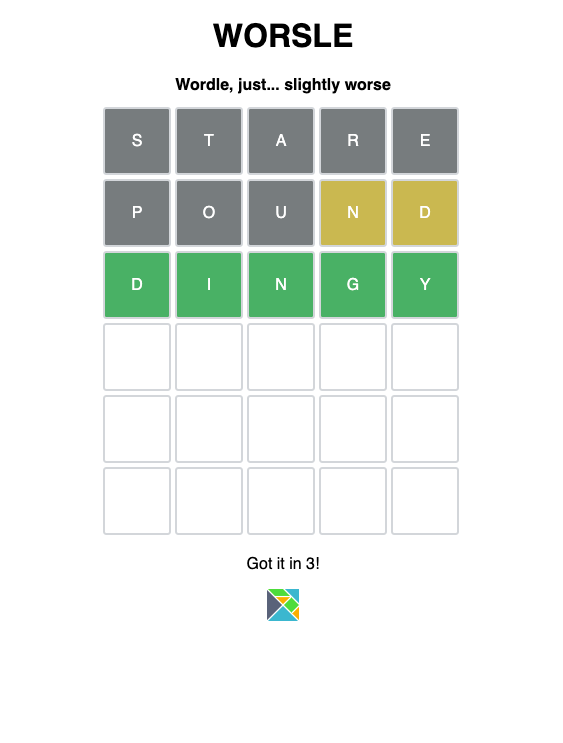 WORSLE
Wordle, just... slightly worse
S T A R E
P O U N D
D I N G Y
Got it in 3!